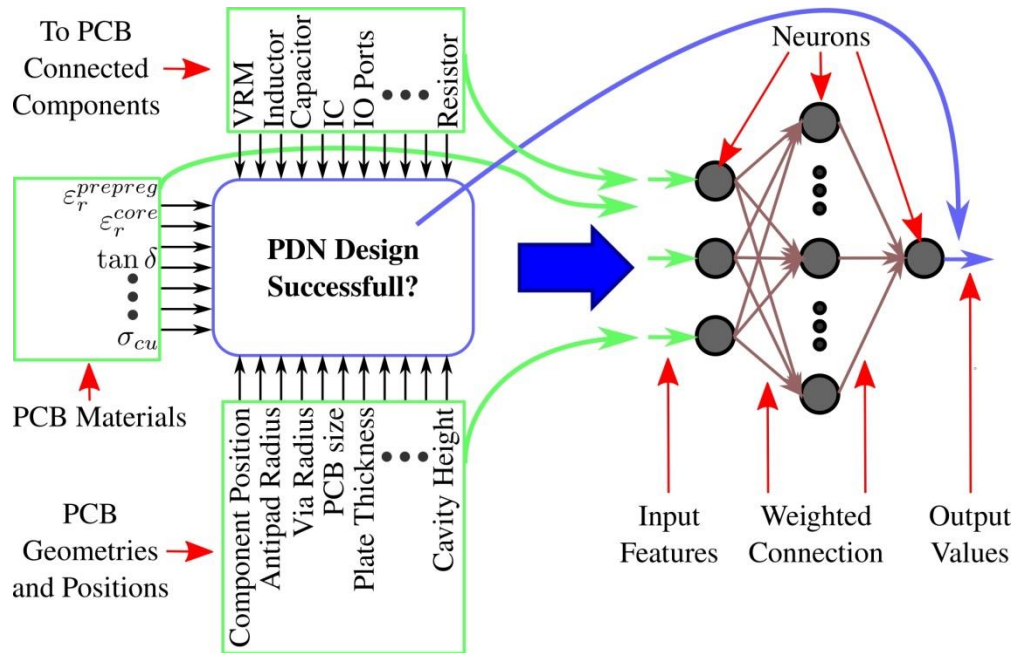 To PCB
Connected
Components
VRM
Inductor
Capacitor
IC
IO Ports
Resistor
Neurons
ε_r^{prepreg}
ε_r^{core}
tan δ
σ_{cu}
PCB Materials
PDN Design
Successfull?
PCB
Geometries
and Positions
Component Position
Antipad Radius
Via Radius
PCB size
Plate Thickness
Cavity Height
Input
Features
Weighted
Connection
Output
Values